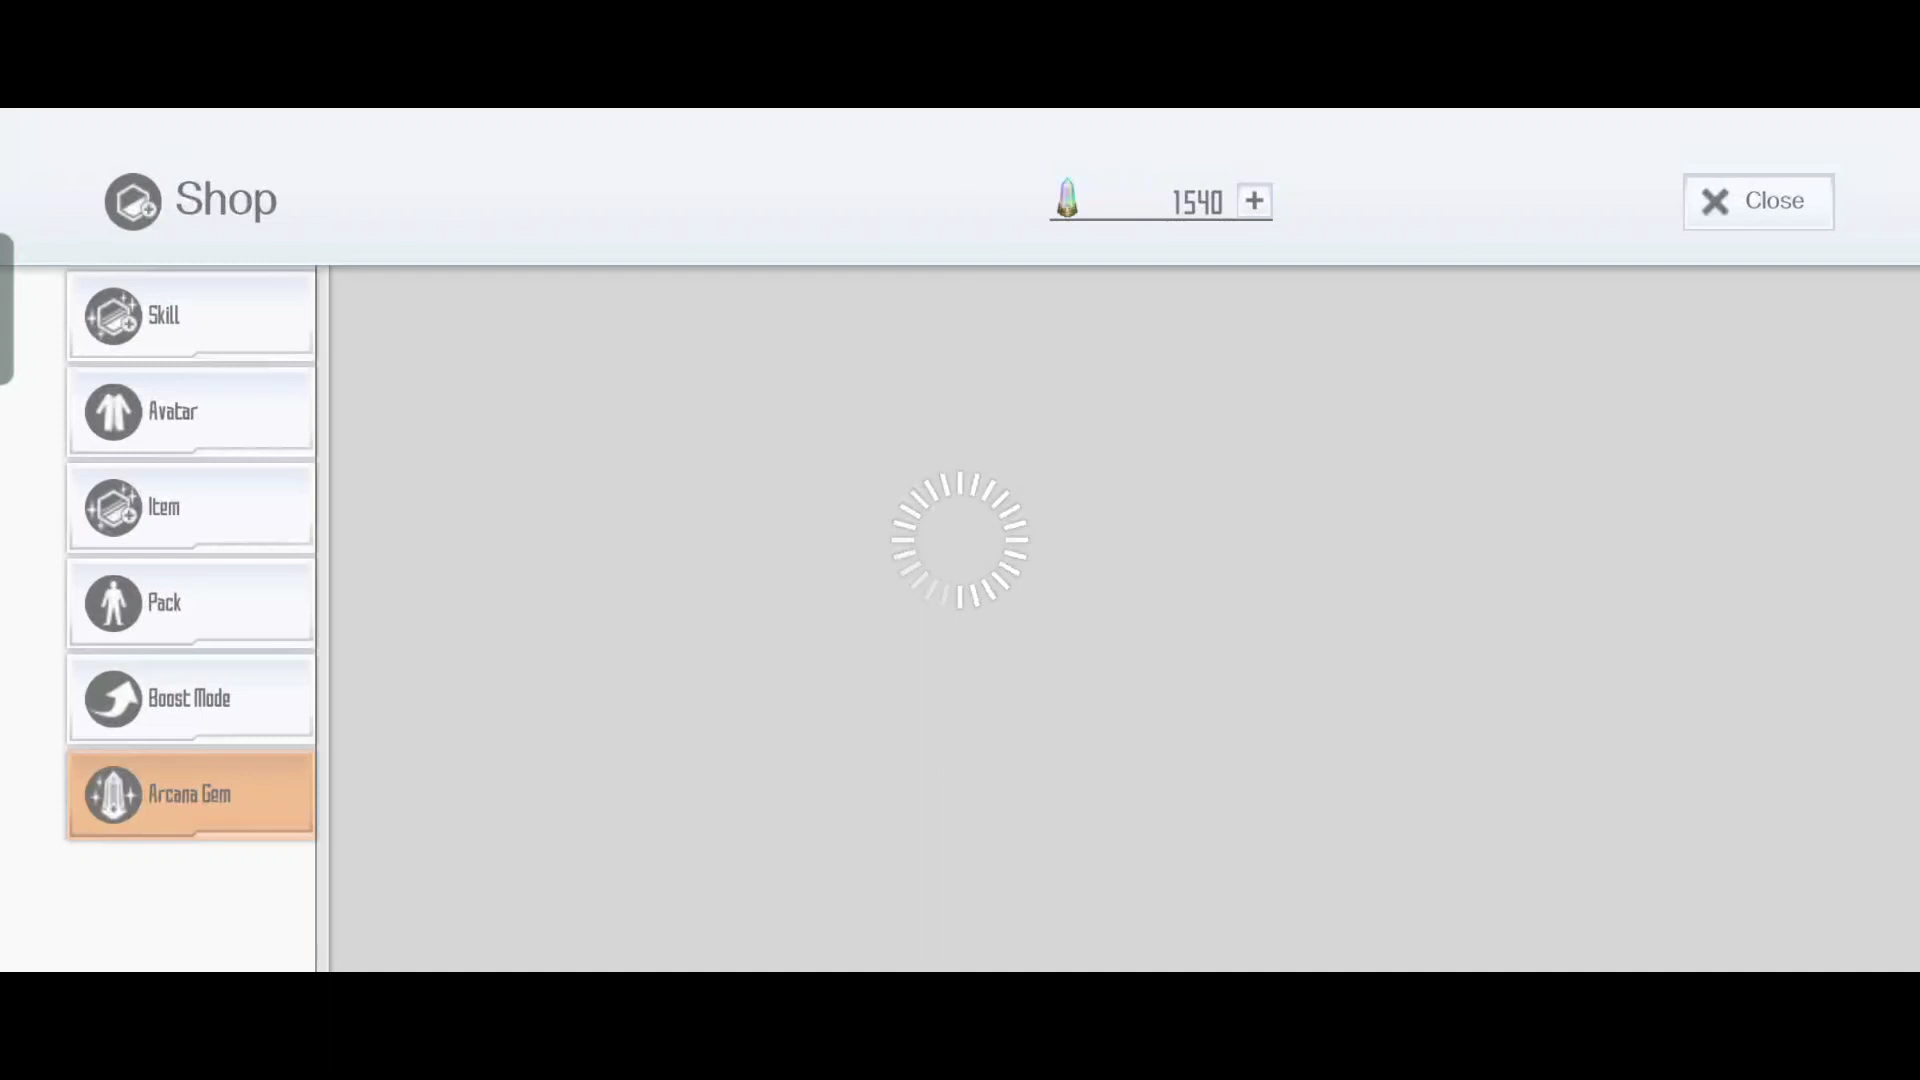 Shop
1540
Close
Skill
Avatar
Item
Pack
Boost Mode
Arcana Gem